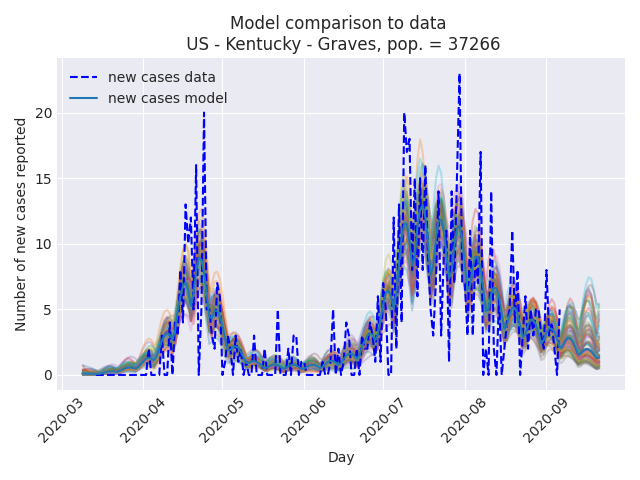 Model comparison to data
US - Kentucky - Graves, pop. = 37266
new cases data
new cases model
Number of new cases reported
20
15
10
5
0
2020-03
2020-04
2020-05
2020-06
2020-07
2020-08
2020-09
Day